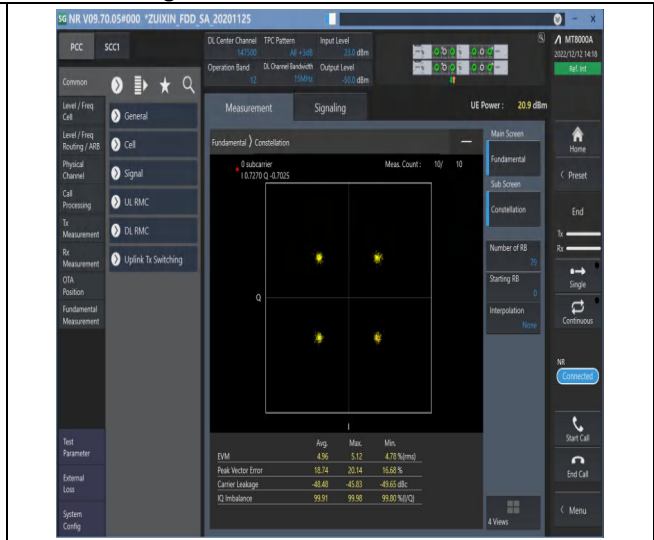 5G NR V09.70.05#000 *ZUIXIN_FDD_SA_20201125
PCC SCC1
DL Center Channel TPC Pattern Input Level
147500 All +3dB 23.0 dBm
Operation Band DL Channel Bandwidth Output Level
12 15MHz -50.0 dBm
MT8000A
2022/12/12 14:18
Ref. Int
Common
Level / Freq.
Cell
Level / Freq.
Routing / ARB
Physical
Channel
Call
Processing
Tx
Measurement
Rx
Measurement
OTA
Position
Fundamental
Measurement
Test
Parameter
External
Loss
System
Config
General
Cell
Signal
UL RMC
DL RMC
Uplink Tx Switching
Measurement Signaling UE Power : 20.9 dBm
Fundamental Constellation
0 subcarrier Meas. Count : 10/ 10
I 0.7270 Q -0.7025
Q
I
Avg. Max. Min.
EVM 4.96 5.12 4.78 %(rms)
Peak Vector Error 18.74 20.14 16.68 %
Carrier Leakage -48.48 -45.83 -49.65 dBc
IQ Imbalance 99.91 99.98 99.80 %(I/Q)
Main Screen
Fundamental
Sub Screen
Constellation
Number of RB
79
Starting RB
0
Interpolation
None
4 Views
Home
Preset
End
Tx
Rx
Single
Continuous
NR
Connected
Start Call
End Call
Menu